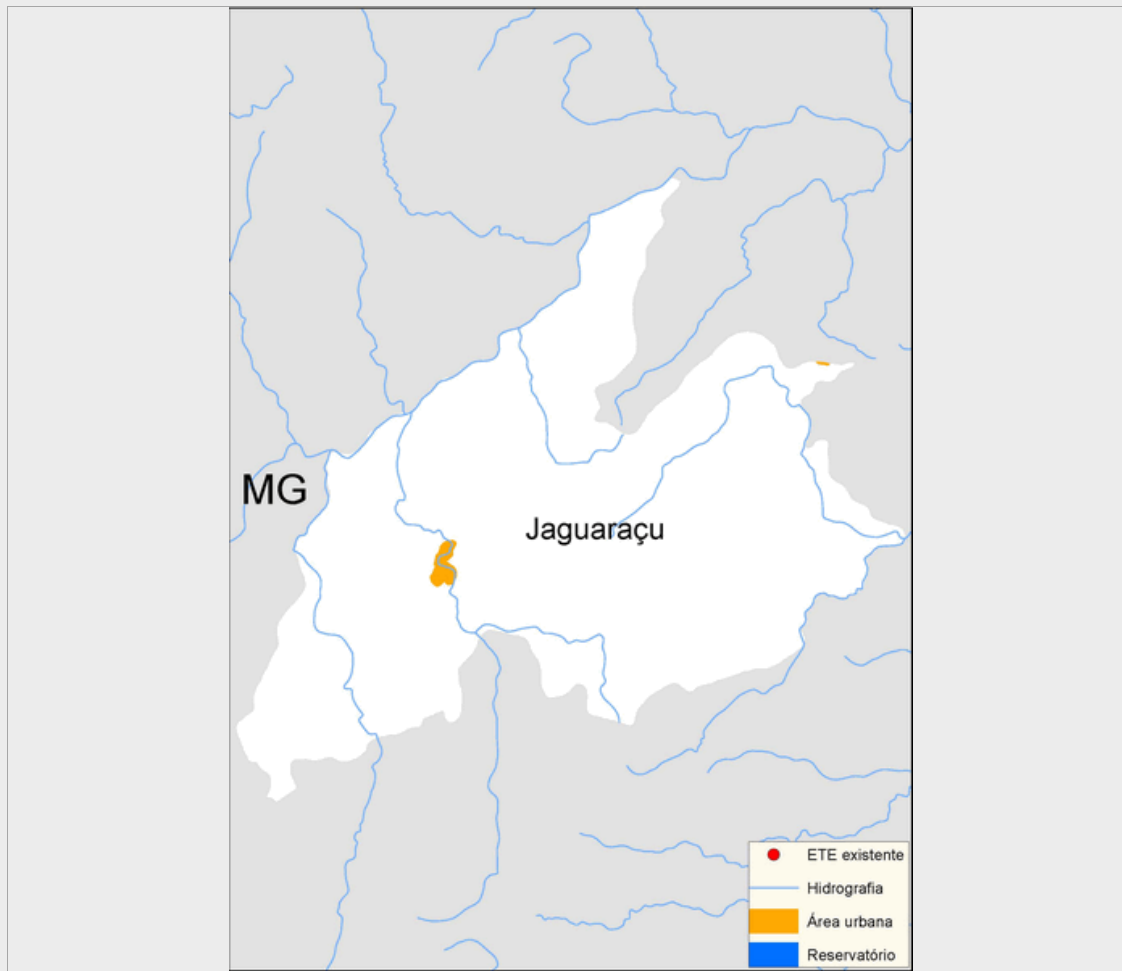 MG
Jaguaraçu
ETE existente
Hidrografia
Área urbana
Reservatório